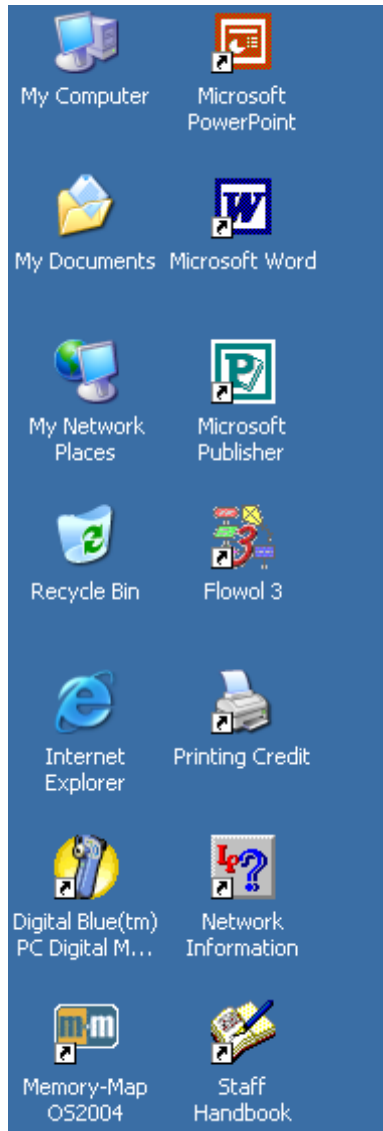 My Computer
Microsoft
PowerPoint
My Documents
Microsoft Word
My Network
Places
Microsoft
Publisher
Recycle Bin
Flowol 3
Internet
Explorer
Printing Credit
Digital Blue(tm)
PC Digital M...
Network
Information
Memory-Map
OS2004
Staff
Handbook